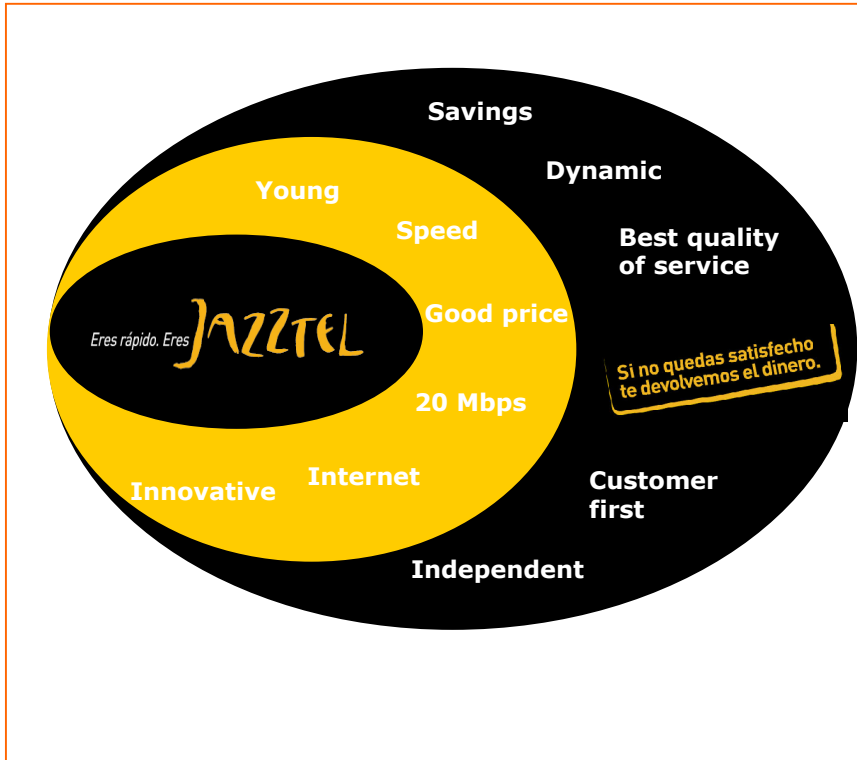 Savings
Dynamic
Young
Speed
Best quality
of service
Good price
Eres rápido. Eres JAZZTEL
Si no quedas satisfecho
te devolvemos el dinero.
20 Mbps
Internet
Innovative
Customer
first
Independent